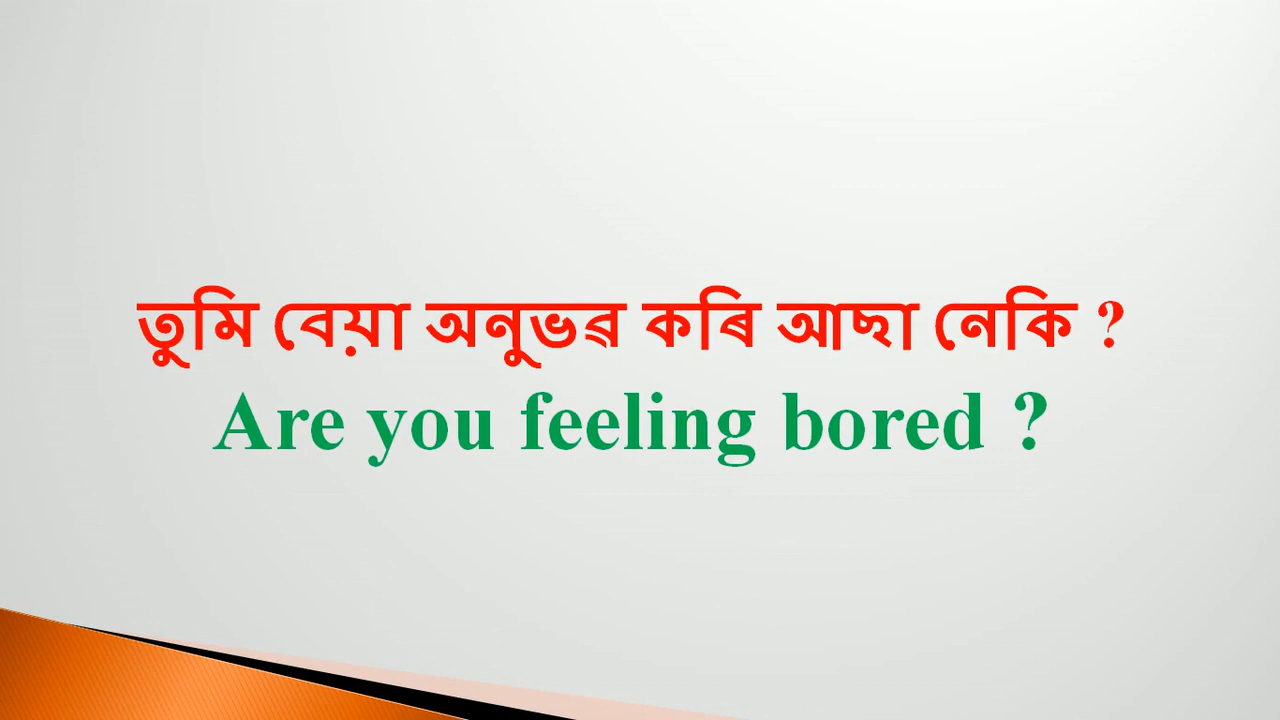 তুমি বেয়া অনুভৱ কৰি আছা নেকি ?
Are you feeling bored ?